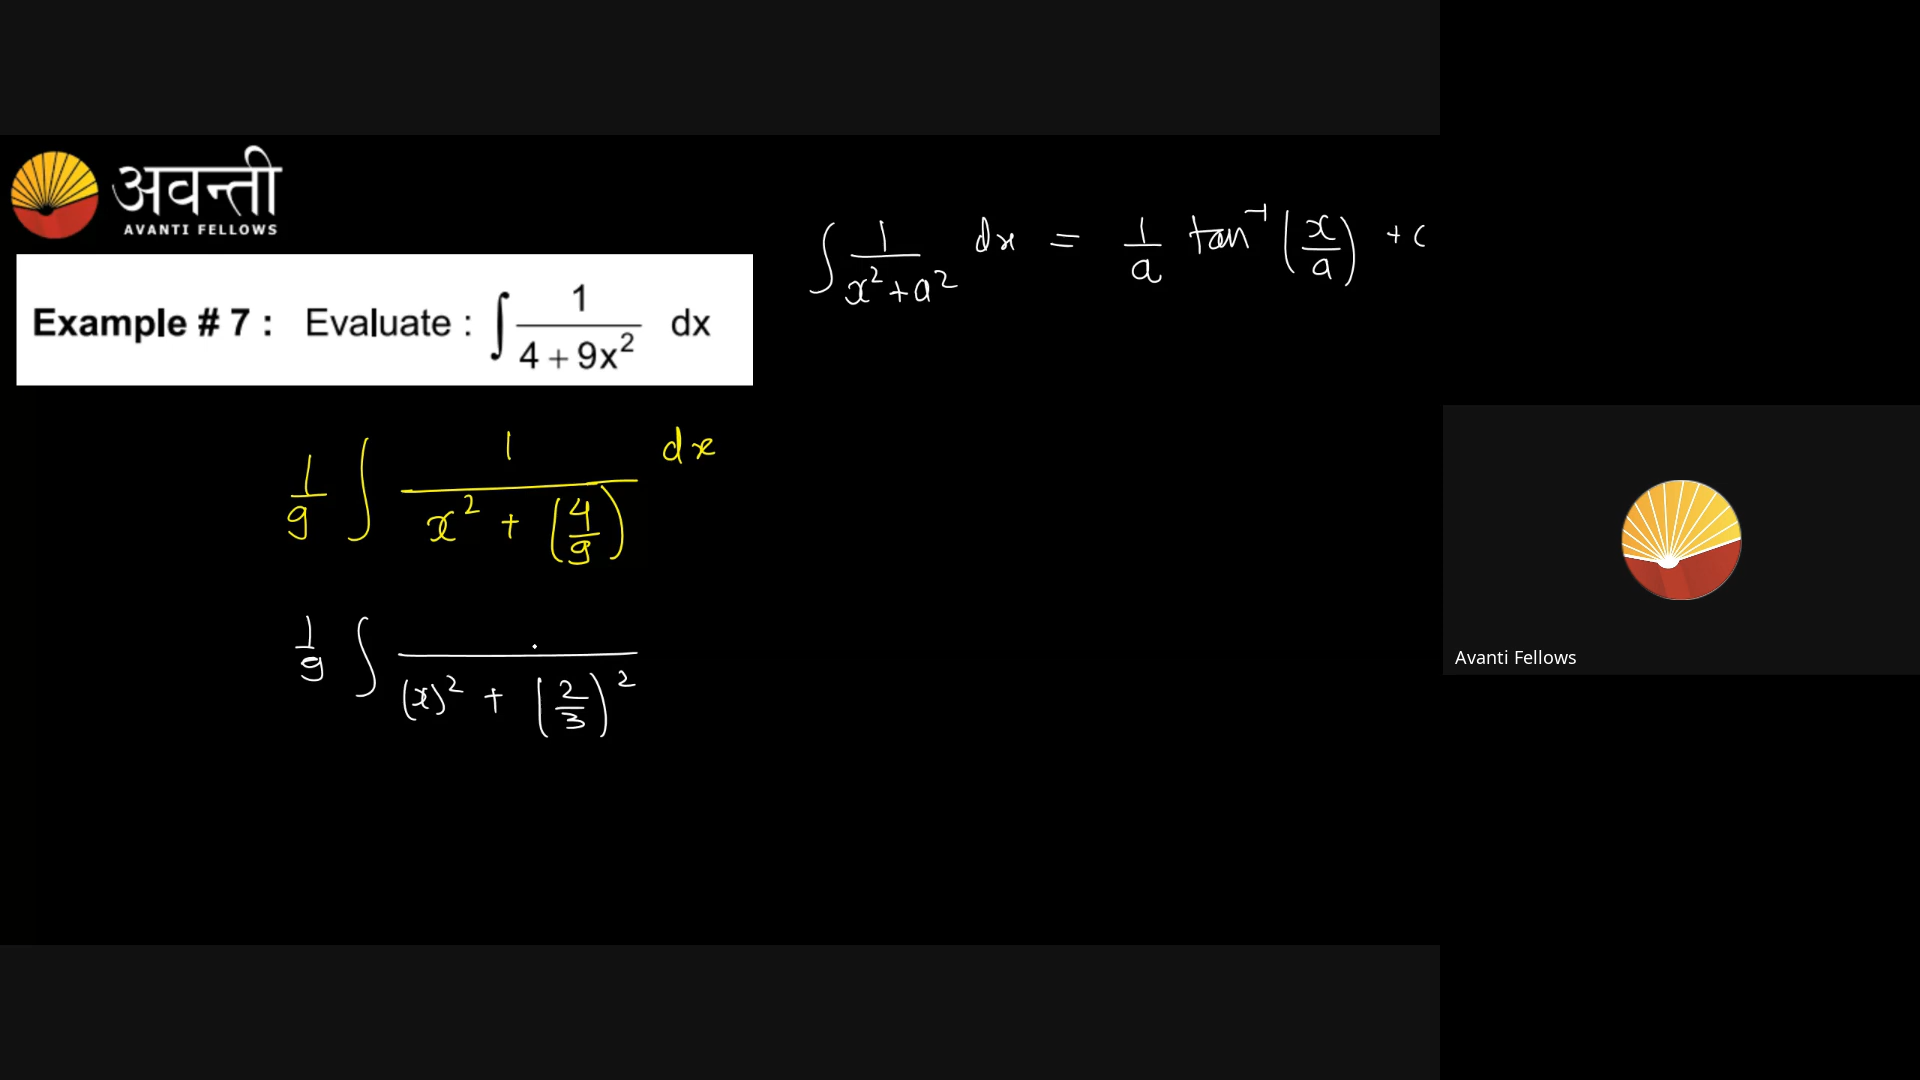 अवन्ती
AVANTI FELLOWS
Example # 7 : Evaluate : ∫ 1/(4 + 9x²) dx
∫ 1/(x² + a²) dx = 1/a tan⁻¹ (x/a) + c
1/9 ∫ 1/(x² + (4/9)) dx
1/9 ∫ /((x)² + (2/3)²)
Avanti Fellows